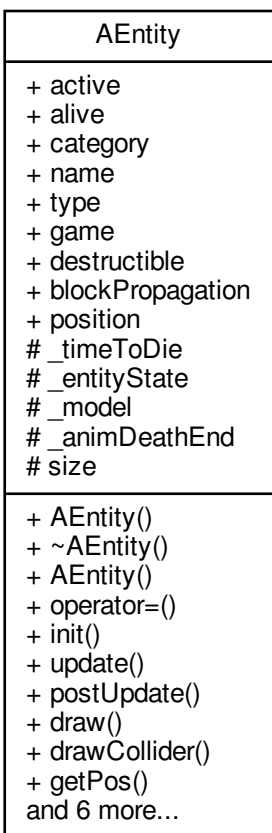 AEntity
+ active
+ alive
+ category
+ name
+ type
+ game
+ destructible
+ blockPropagation
+ position
# _timeToDie
# _entityState
# _model
# _animDeathEnd
# size
+ AEntity()
+ ~AEntity()
+ AEntity()
+ operator=()
+ init()
+ update()
+ postUpdate()
+ draw()
+ drawCollider()
+ getPos()
and 6 more...